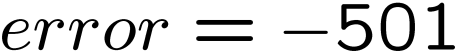 error = −501